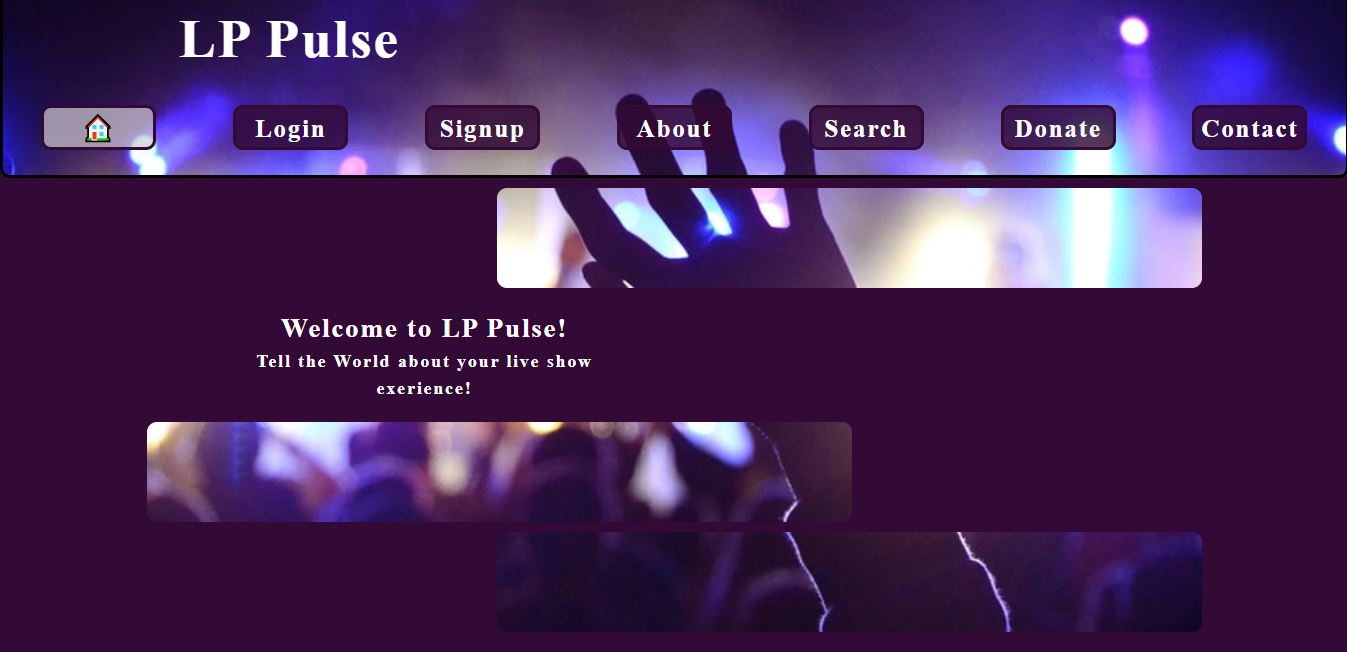 LP Pulse
Login
Signup
About
Search
Donate
Contact
Welcome to LP Pulse!
Tell the World about your live show
exerience!